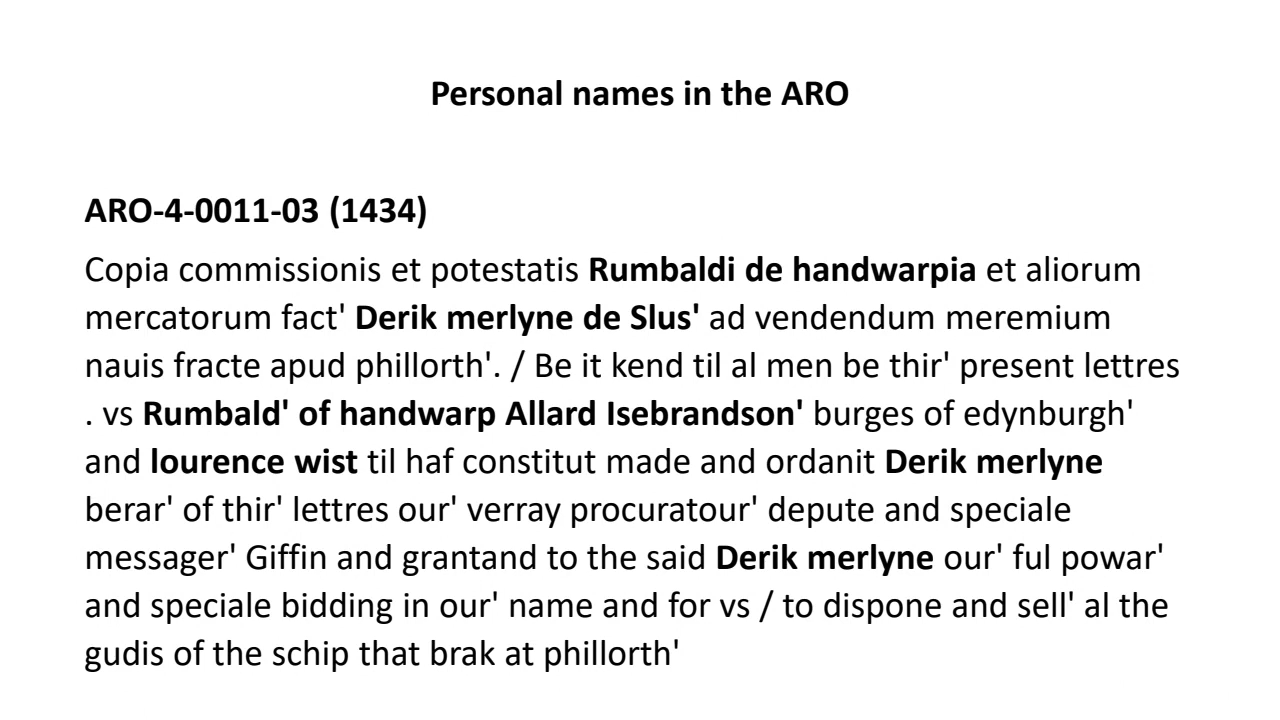 Personal names in the ARO
ARO-4-0011-03 (1434)
Copia commissionis et potestatis Rumbaldi de handwarpia et aliorum
mercatorum fact' Derik merlyne de Slus' ad vendendum meremium
nauis fracte apud phillorth'. / Be it kend til al men be thir' present lettres
. vs Rumbald' of handwarp Allard Isebrandson' burges of edynburgh'
and lourence wist til haf constitut made and ordanit Derik merlyne
berar' of thir' lettres our' verray procuratour' depute and speciale
messager' Giffin and grantand to the said Derik merlyne our' ful powar'
and speciale bidding in our' name and for vs / to dispone and sell' al the
gudis of the schip that brak at phillorth'